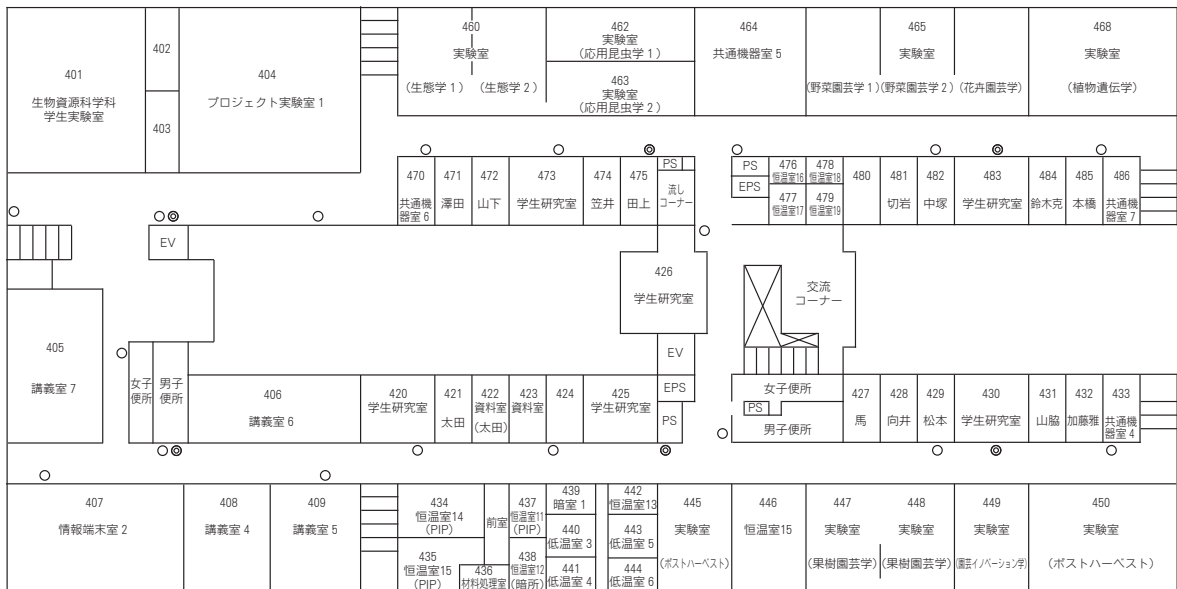 401
生物資源科学科
学生実験室
402
403
404
プロジェクト実験室 1
460
実験室
(生態学 1)
(生態学 2)
462
実験室
(応用昆虫学 1)
463
実験室
(応用昆虫学 2)
464
共通機器室 5
465
実験室
(野菜園芸学 1)
(野菜園芸学 2)
(花卉園芸学)
468
実験室
(植物遺伝学)
470
共通機
器室 6
471
澤田
472
山下
473
学生研究室
474
笠井
475
田上
PS
流し
コーナー
PS
EPS
476
恒温室16
478
恒温室18
477
恒温室17
479
恒温室19
480
481
切岩
482
中塚
483
学生研究室
484
鈴木克
485
本橋
486
共通機
器室 7
EV
426
学生研究室
交流
コーナー
405
講義室 7
女子
便所
男子
便所
406
講義室 6
420
学生研究室
421
太田
422
資料室
(太田)
423
資料室
424
425
学生研究室
EV
EPS
PS
女子便所
PS
男子便所
427
馬
428
向井
429
松本
430
学生研究室
431
山脇
432
加藤雅
433
共通機
器室 4
407
情報端末室 2
408
講義室 4
409
講義室 5
434
恒温室14
(PIP)
435
恒温室15
(PIP)
前室
436
材料処理室
437
恒温室11
(PIP)
438
恒温室12
(暗所)
439
暗室 1
440
低温室 3
441
低温室 4
442
恒温室13
443
低温室 5
444
低温室 6
445
実験室
(ポストハーベスト)
446
恒温室15
447
実験室
(果樹園芸学)
448
実験室
(果樹園芸学)
449
実験室
(園芸イノベーション学)
450
実験室
(ポストハーベスト)